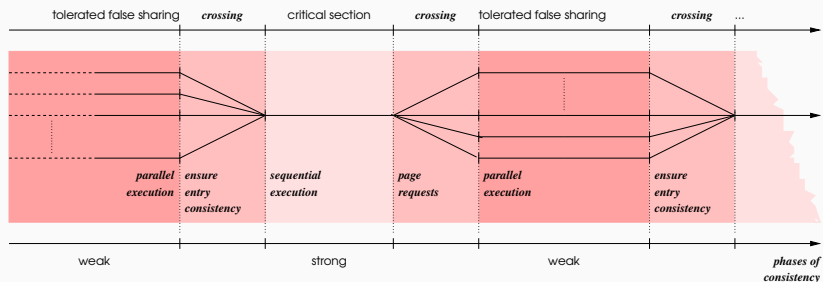 tolerated false sharing crossing critical section crossing tolerated false sharing crossing ...
parallel ensure sequential page parallel ensure
execution entry execution requests execution entry
consistency consistency
weak strong weak phases of
consistency